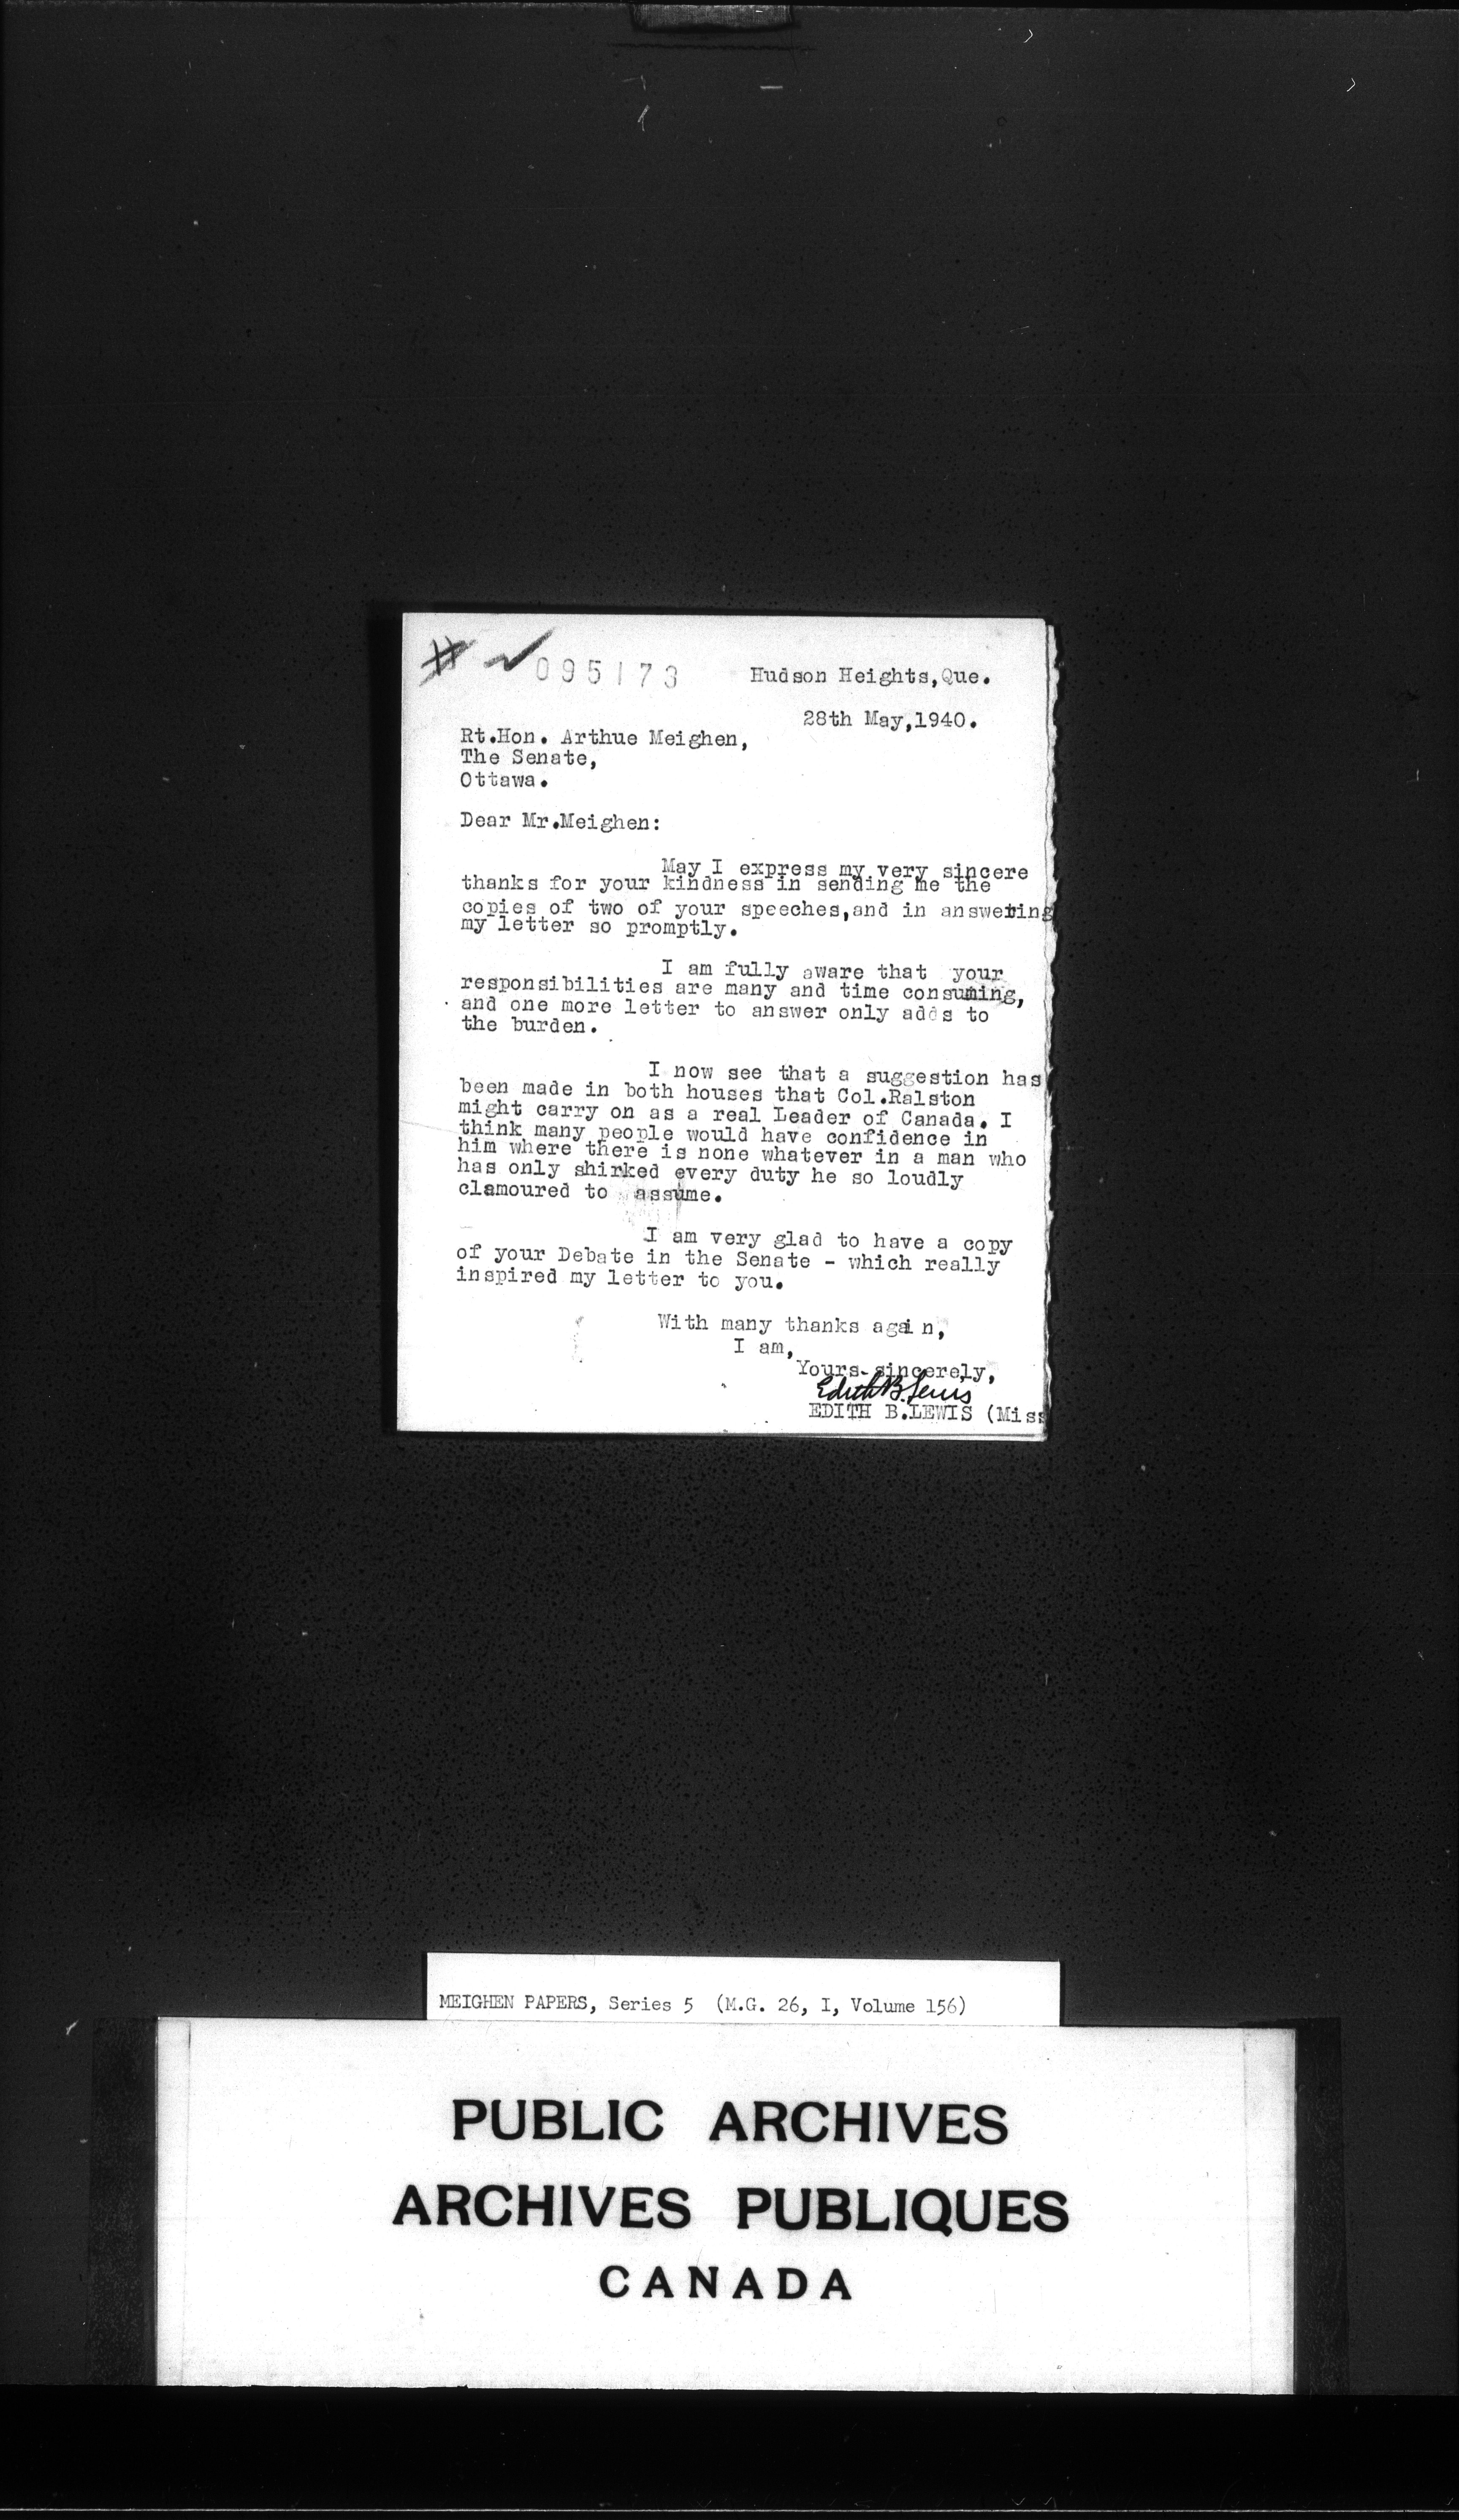 # ✓ 095173
Hudson Heights,Que.
28th May,1940.
Rt.Hon. Arthue Meighen,
The Senate,
Ottawa.
Dear Mr.Meighen:
May I express my very sincere
thanks for your kindness in sending me the
copies of two of your speeches,and in answering
my letter so promptly.
I am fully aware that your
responsibilities are many and time consuming,
and one more letter to answer only adds to
the burden.
I now see that a suggestion has
been made in both houses that Col.Ralston
might carry on as a real Leader of Canada. I
think many people would have confidence in
him where there is none whatever in a man who
has only shirked every duty he so loudly
clamoured to assume.
I am very glad to have a copy
of your Debate in the Senate - which really
inspired my letter to you.
With many thanks again,
I am,
Yours sincerely,
Edith B. Lewis
EDITH B.LEWIS (Miss
MEIGHEN PAPERS, Series 5 (M.G. 26, I, Volume 156)
PUBLIC ARCHIVES
ARCHIVES PUBLIQUES
CANADA